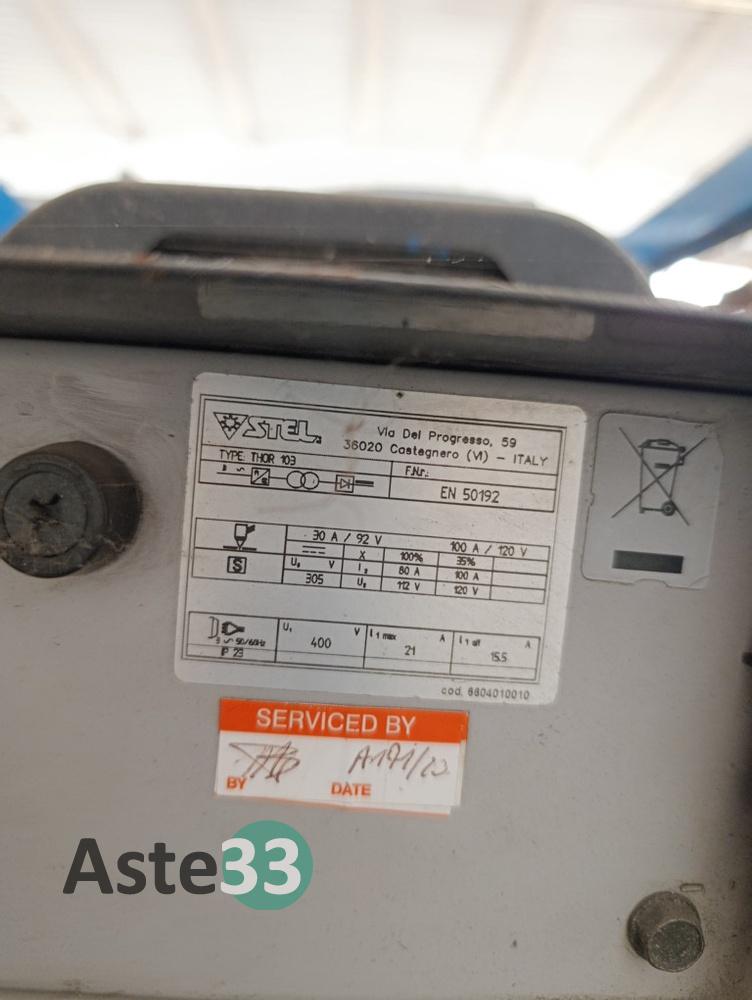 STEL
Via Del Progresso, 59
36020 Castegnero (VI) - ITALY
TYPE: THOR 103
F.Nr.:
EN 50192
30 A / 92 V 100 A / 120 V
X 100% 35%
S U₀ V I₂ 80 A 100 A
305 U₂ 112 V 120 V
3 ~ 50/60Hz U₁ V 400 I₁ max A 21 I₁ eff A 15.5
IP 23
cod. 6604010010
SERVICED BY
BY DATE
Aste33